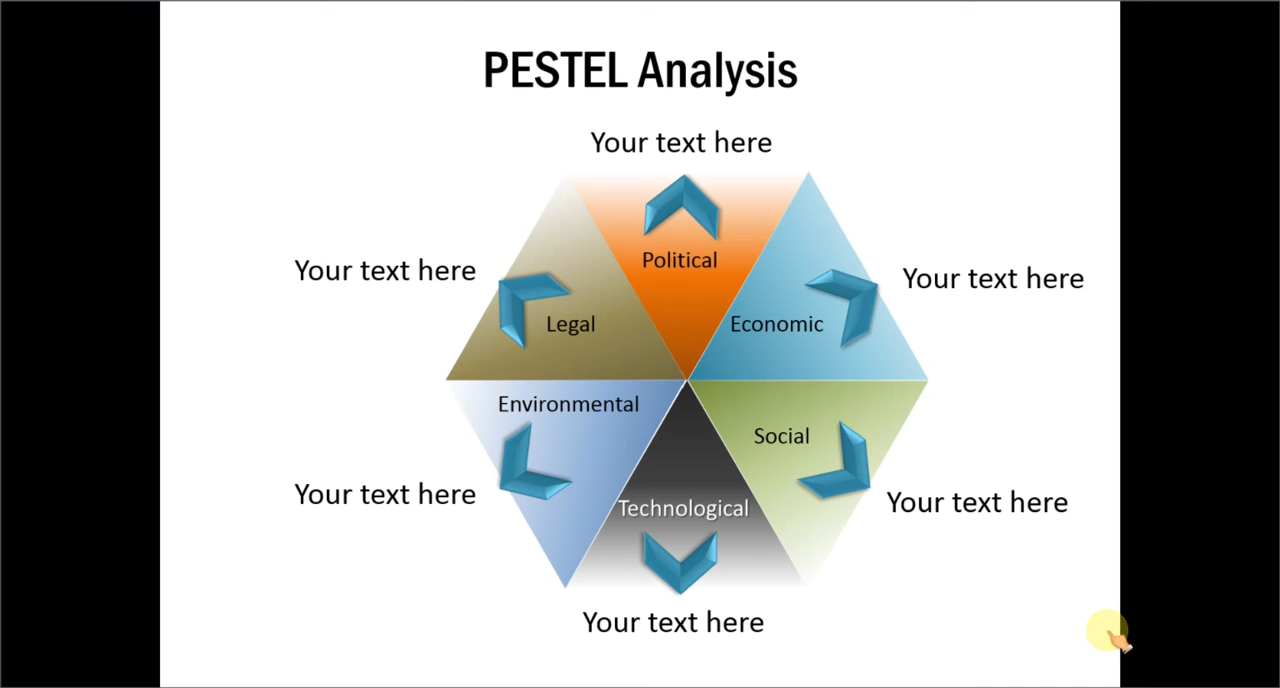 PESTEL Analysis
Your text here
Political
Your text here
Your text here
Legal
Economic
Environmental
Social
Your text here
Your text here
Technological
Your text here